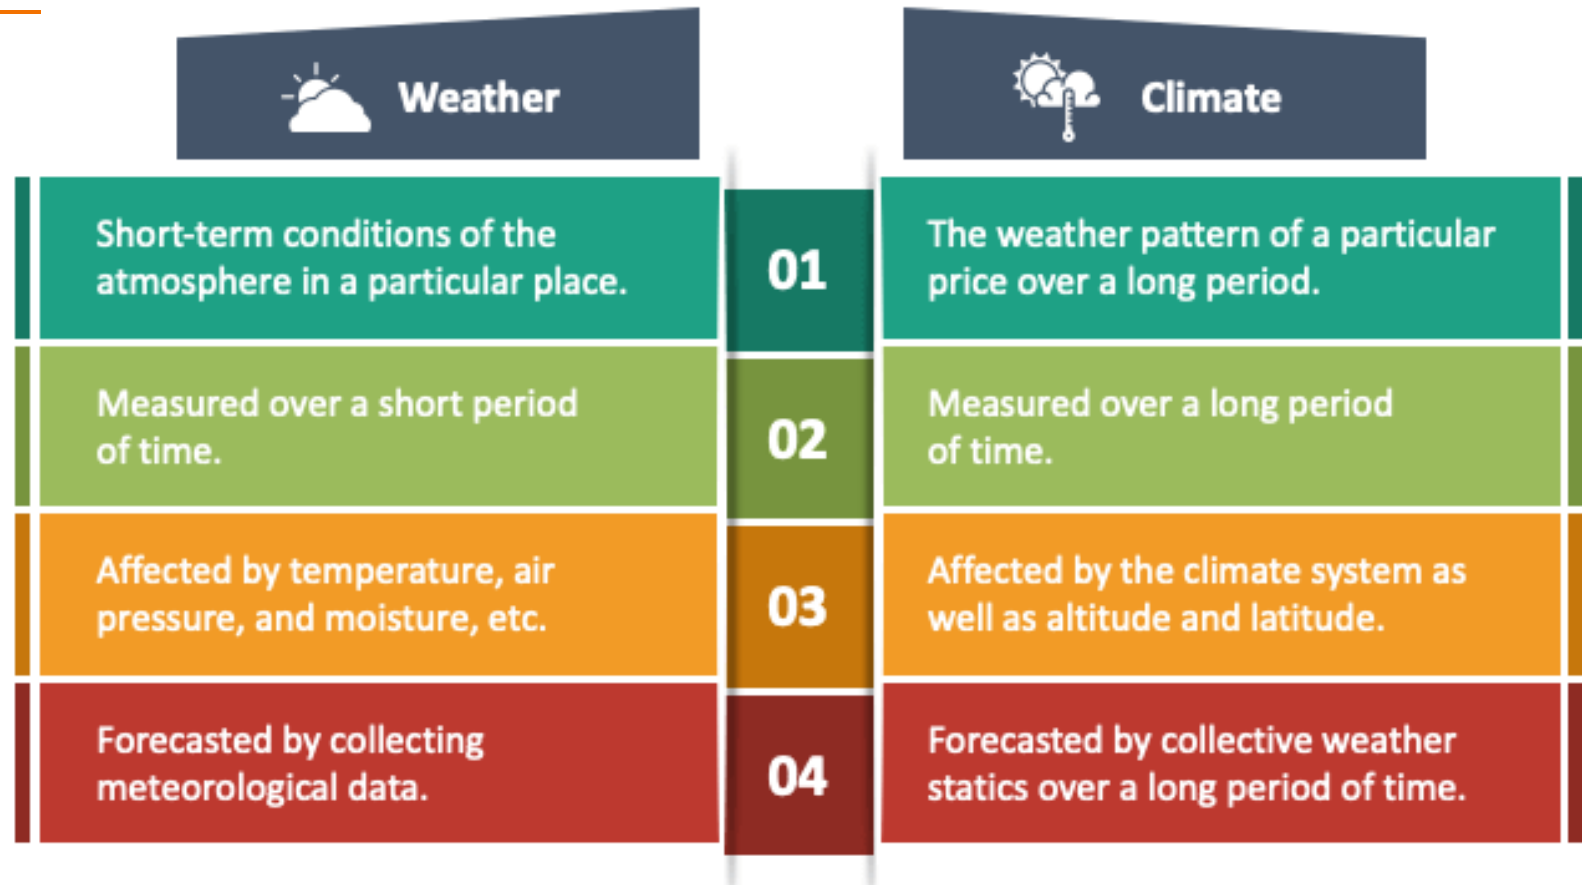 Weather
Climate
Short-term conditions of the
atmosphere in a particular place.
01
The weather pattern of a particular
price over a long period.
Measured over a short period
of time.
02
Measured over a long period
of time.
Affected by temperature, air
pressure, and moisture, etc.
03
Affected by the climate system as
well as altitude and latitude.
Forecasted by collecting
meteorological data.
04
Forecasted by collective weather
statics over a long period of time.